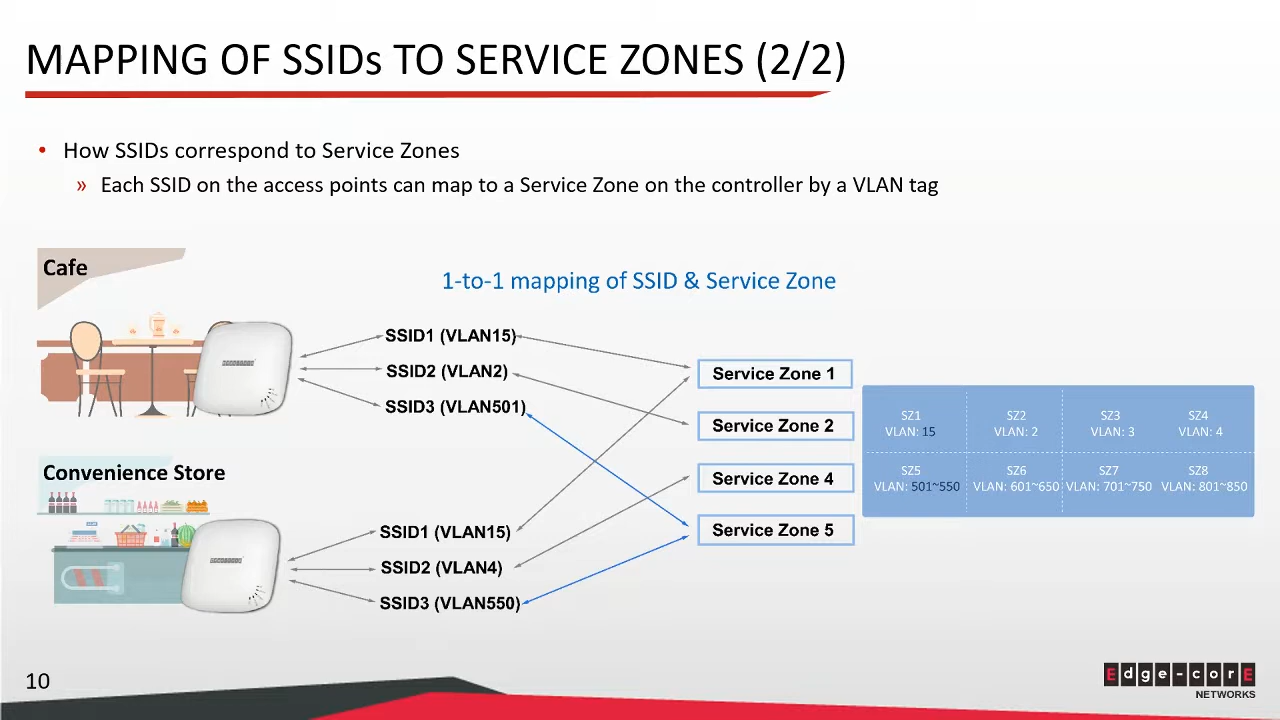 MAPPING OF SSIDs TO SERVICE ZONES (2/2)
• How SSIDs correspond to Service Zones
» Each SSID on the access points can map to a Service Zone on the controller by a VLAN tag
Cafe
1-to-1 mapping of SSID & Service Zone
SSID1 (VLAN15)
SSID2 (VLAN2)
SSID3 (VLAN501)
Service Zone 1
Service Zone 2
Service Zone 4
Service Zone 5
SZ1
VLAN: 15
SZ2
VLAN: 2
SZ3
VLAN: 3
SZ4
VLAN: 4
SZ5
VLAN: 501~550
SZ6
VLAN: 601~650
SZ7
VLAN: 701~750
SZ8
VLAN: 801~850
Convenience Store
SSID1 (VLAN15)
SSID2 (VLAN4)
SSID3 (VLAN550)
10
Edge-corE
NETWORKS